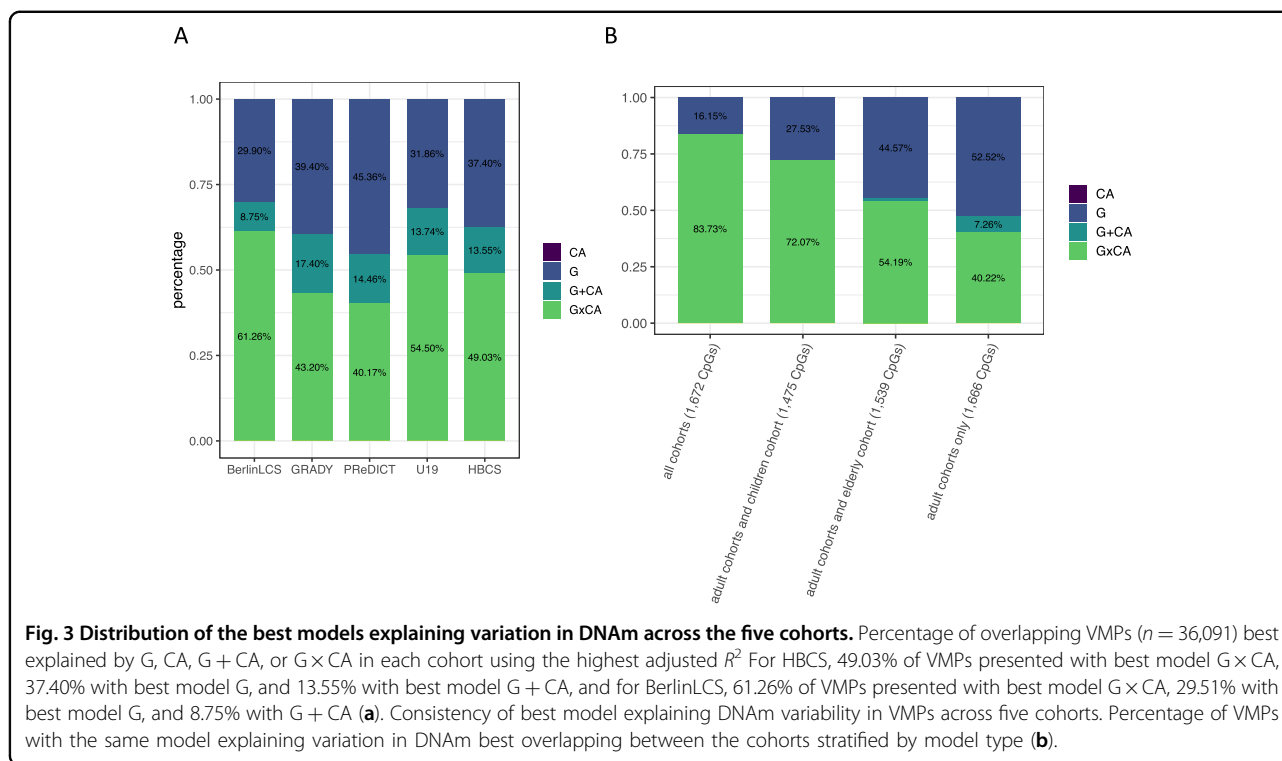 A
B
percentage
1.00
0.75
0.50
0.25
0.00
29.90%
8.75%
61.26%
39.40%
17.40%
43.20%
45.36%
14.46%
40.17%
31.86%
13.74%
54.50%
37.40%
13.55%
49.03%
BerlinLCS
GRADY
PReDICT
U19
HBCS
CA
G
G+CA
GxCA
1.00
0.75
0.50
0.25
0.00
16.15%
83.73%
27.53%
72.07%
44.57%
54.19%
52.52%
7.26%
40.22%
all cohorts (1,672 CpGs)
adult cohorts and children cohort (1,475 CpGs)
adult cohorts and elderly cohort (1,539 CpGs)
adult cohorts only (1,666 CpGs)
CA
G
G+CA
GxCA
Fig. 3 Distribution of the best models explaining variation in DNAm across the five cohorts. Percentage of overlapping VMPs (n = 36,091) best
explained by G, CA, G + CA, or G × CA in each cohort using the highest adjusted R² For HBCS, 49.03% of VMPs presented with best model G × CA,
37.40% with best model G, and 13.55% with best model G + CA, and for BerlinLCS, 61.26% of VMPs presented with best model G × CA, 29.51% with
best model G, and 8.75% with G + CA (a). Consistency of best model explaining DNAm variability in VMPs across five cohorts. Percentage of VMPs
with the same model explaining variation in DNAm best overlapping between the cohorts stratified by model type (b).